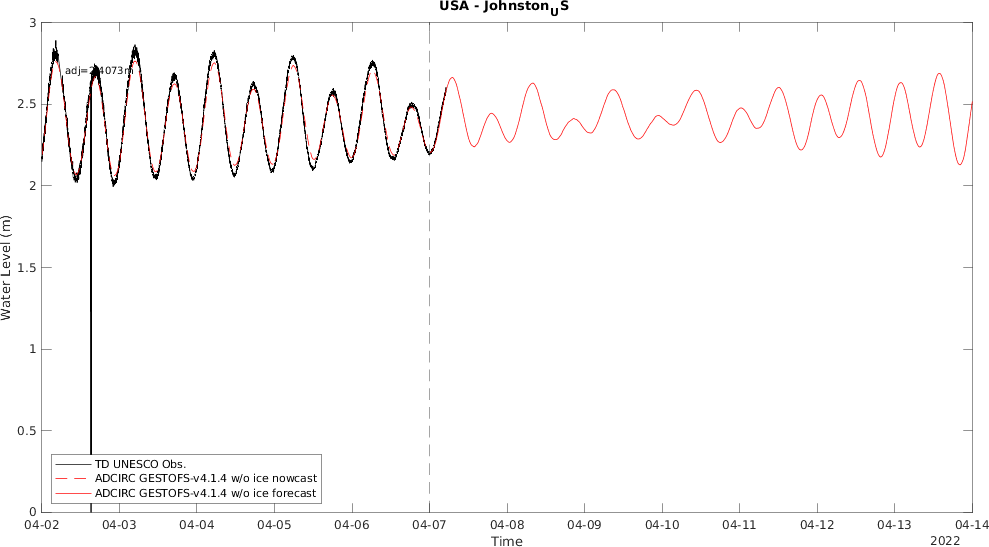 USA - Johnston_US
3
adj=2.4073m
2.5
2
1.5
Water Level (m)
1
0.5
TD UNESCO Obs.
ADCIRC GESTOFS-v4.1.4 w/o ice nowcast
ADCIRC GESTOFS-v4.1.4 w/o ice forecast
0
04-02 04-03 04-04 04-05 04-06 04-07 04-08 04-09 04-10 04-11 04-12 04-13 04-14
Time
2022